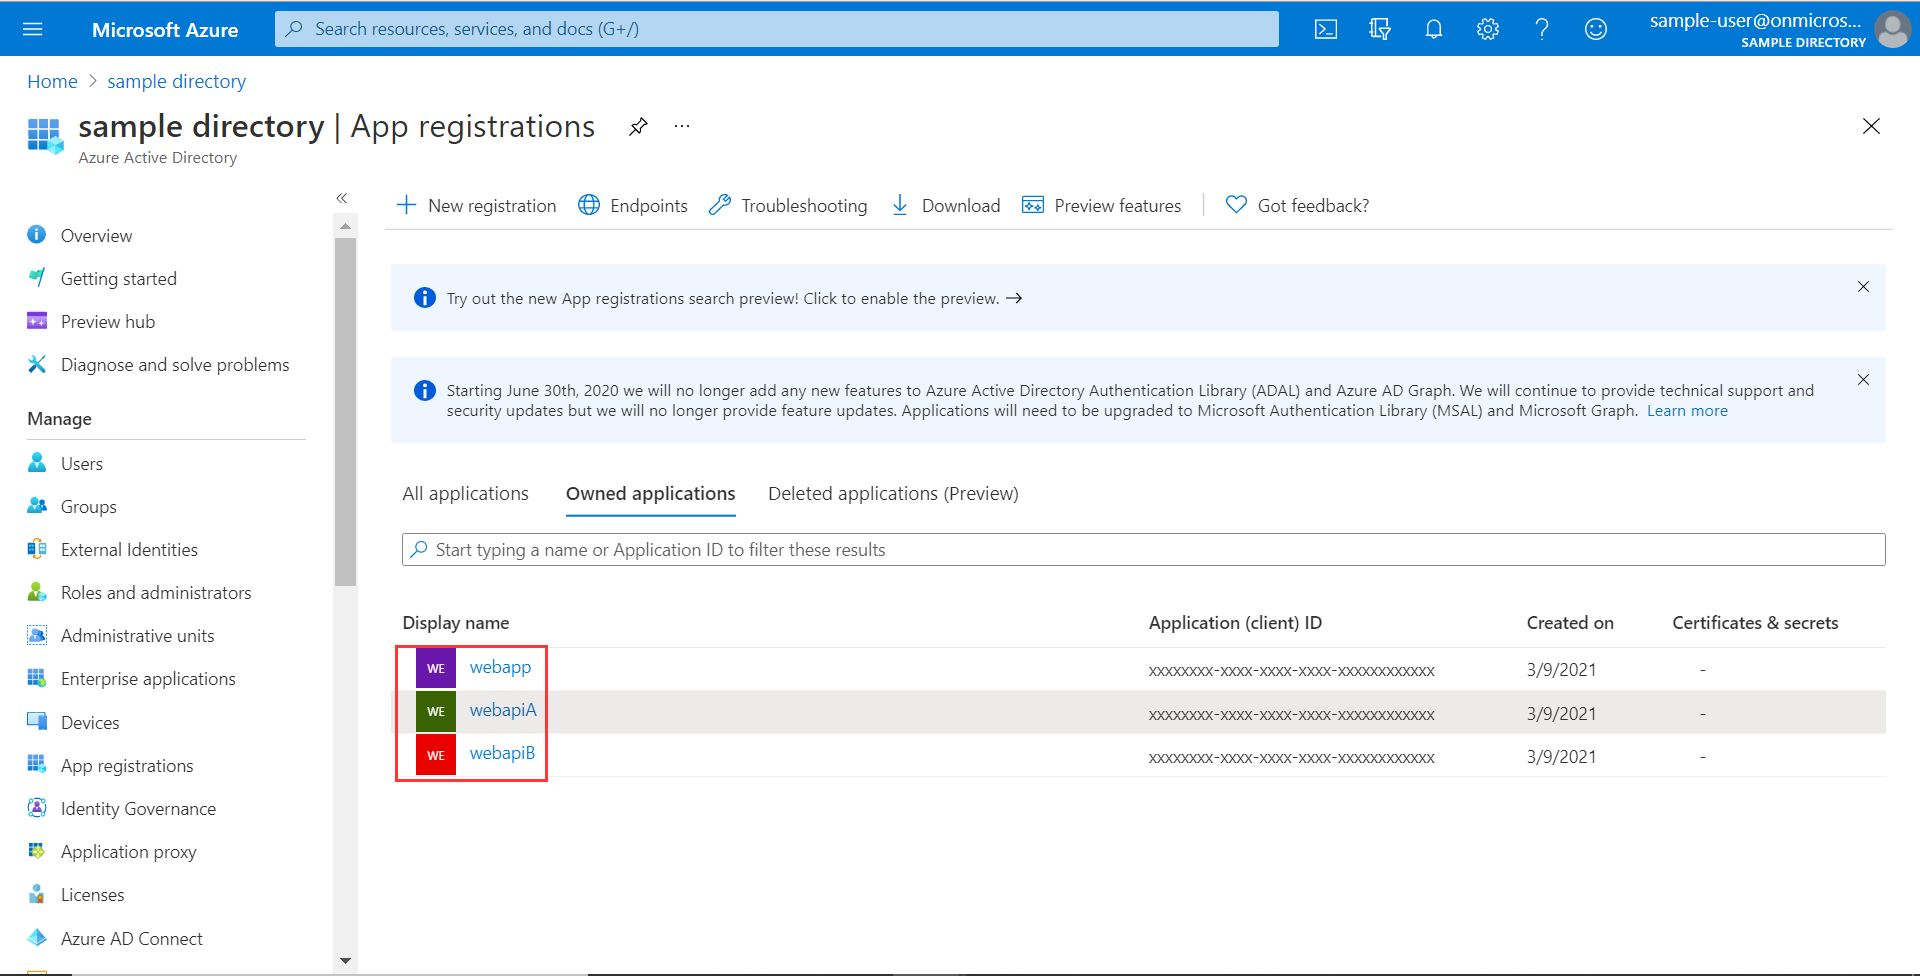 Microsoft Azure
Search resources, services, and docs (G+/)
sample-user@onmicros...
SAMPLE DIRECTORY
Home > sample directory
sample directory | App registrations
Azure Active Directory
New registration
Endpoints
Troubleshooting
Download
Preview features
Got feedback?
Overview
Getting started
Preview hub
Diagnose and solve problems
Manage
Users
Groups
External Identities
Roles and administrators
Administrative units
Enterprise applications
Devices
App registrations
Identity Governance
Application proxy
Licenses
Azure AD Connect
Try out the new App registrations search preview! Click to enable the preview. →
Starting June 30th, 2020 we will no longer add any new features to Azure Active Directory Authentication Library (ADAL) and Azure AD Graph. We will continue to provide technical support and
security updates but we will no longer provide feature updates. Applications will need to be upgraded to Microsoft Authentication Library (MSAL) and Microsoft Graph. Learn more
All applications
Owned applications
Deleted applications (Preview)
Start typing a name or Application ID to filter these results
Display name Application (client) ID Created on Certificates & secrets
WE webapp xxxxxxxx-xxxx-xxxx-xxxx-xxxxxxxxxxxx 3/9/2021 -
WE webapiA xxxxxxxx-xxxx-xxxx-xxxx-xxxxxxxxxxxx 3/9/2021 -
WE webapiB xxxxxxxx-xxxx-xxxx-xxxx-xxxxxxxxxxxx 3/9/2021 -